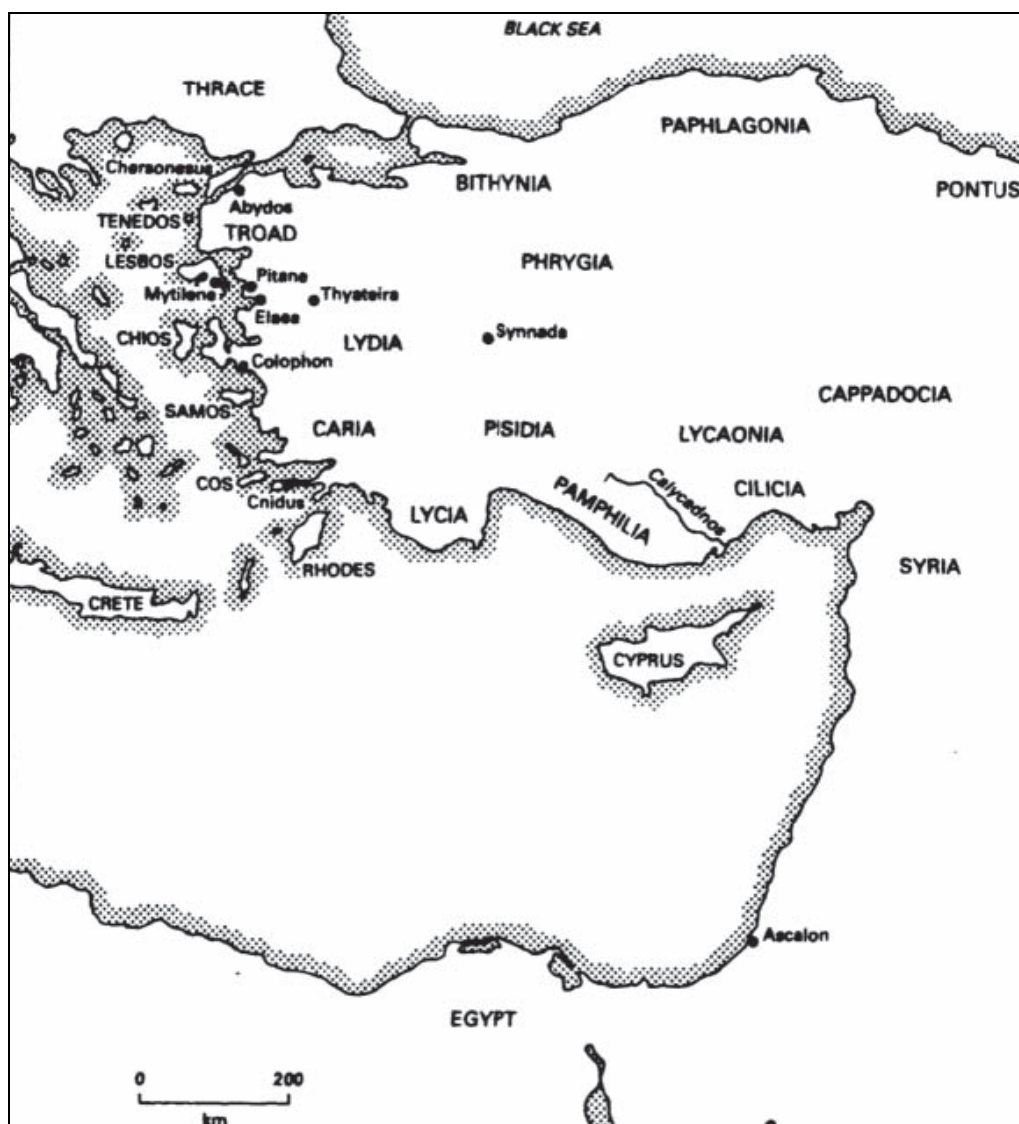 BLACK SEA
THRACE
PAPHLAGONIA
Chersonesus
BITHYNIA
PONTUS
Abydos
TENEDOS
TROAD
LESBOS
PHRYGIA
Pitane
Mytilene
Thyateira
Elaea
CHIOS
LYDIA
Synnada
Colophon
CAPPADOCIA
SAMOS
CARIA
PISIDIA
LYCAONIA
COS
Calycadnos
CILICIA
Cnidus
LYCIA
PAMPHILIA
RHODES
SYRIA
CRETE
CYPRUS
Ascalon
EGYPT
0 200
km